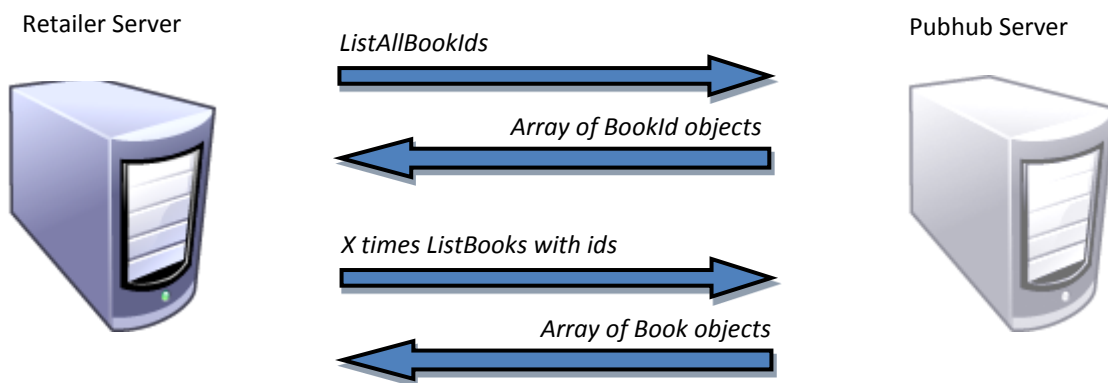 Retailer Server
Pubhub Server
ListAllBookIds
Array of BookId objects
X times ListBooks with ids
Array of Book objects